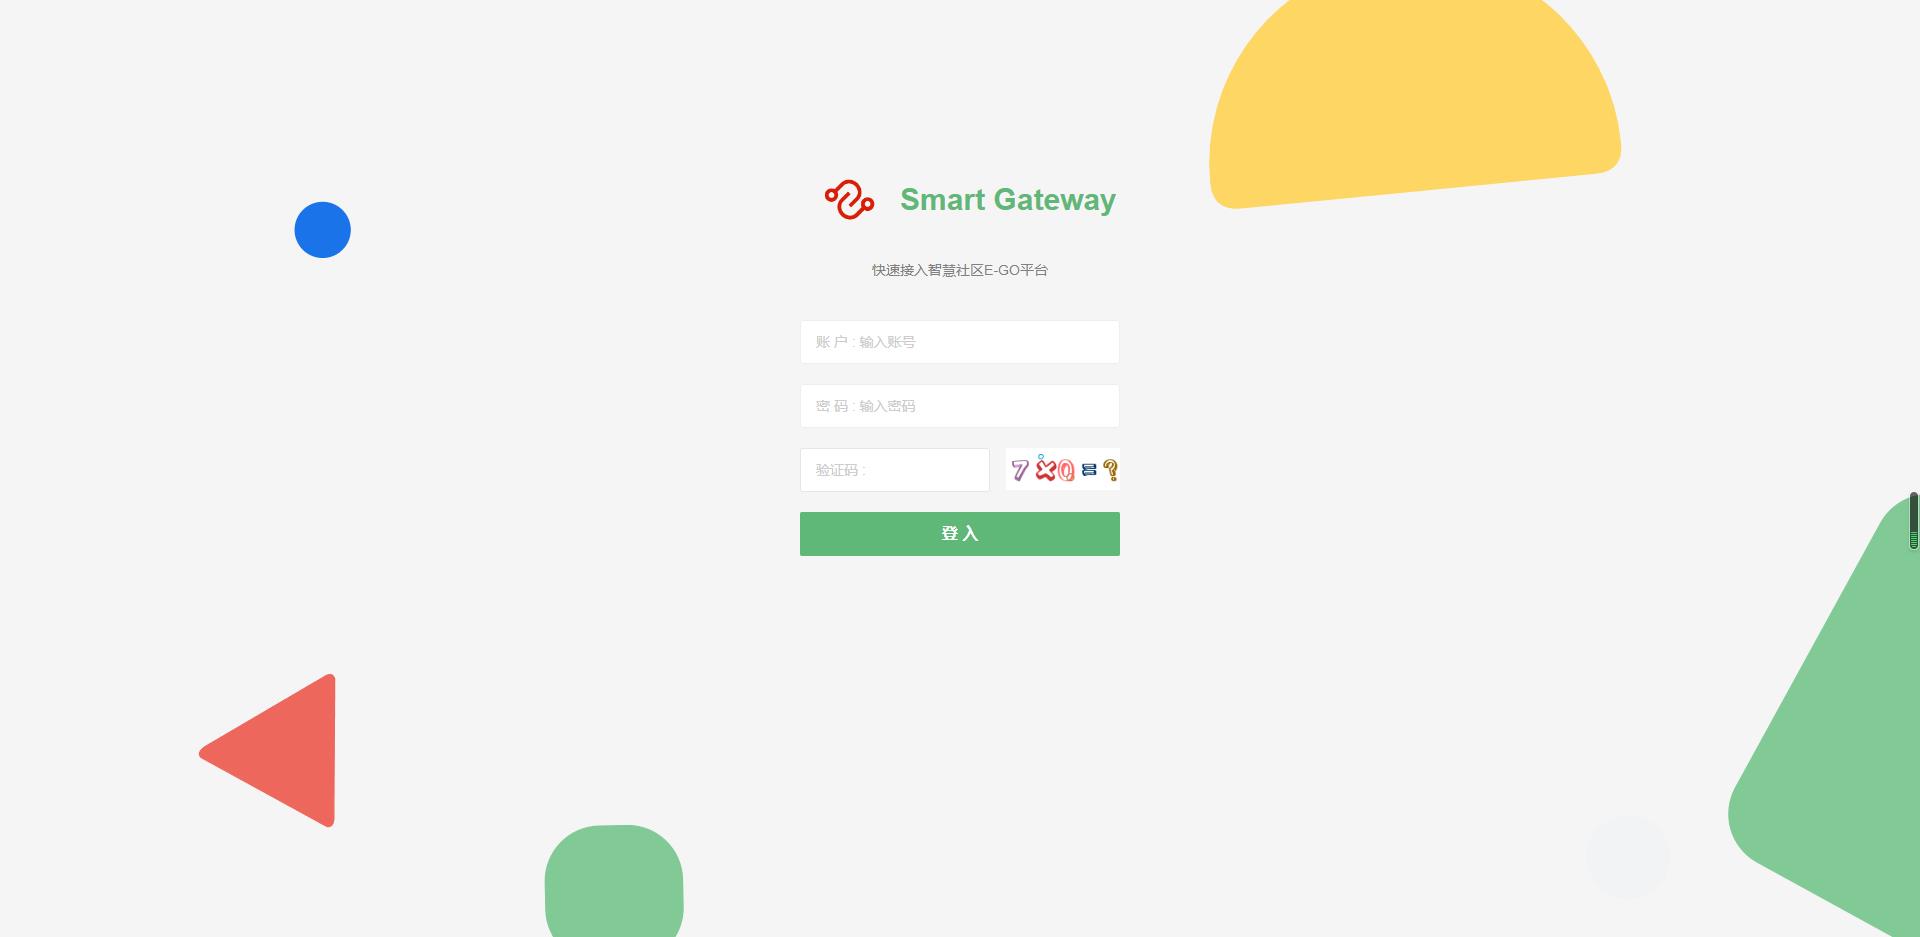 Smart Gateway
快速接入智慧社区E-GO平台
账 户 : 输入账号
密 码 : 输入密码
验证码 :
7×0=?
登 入